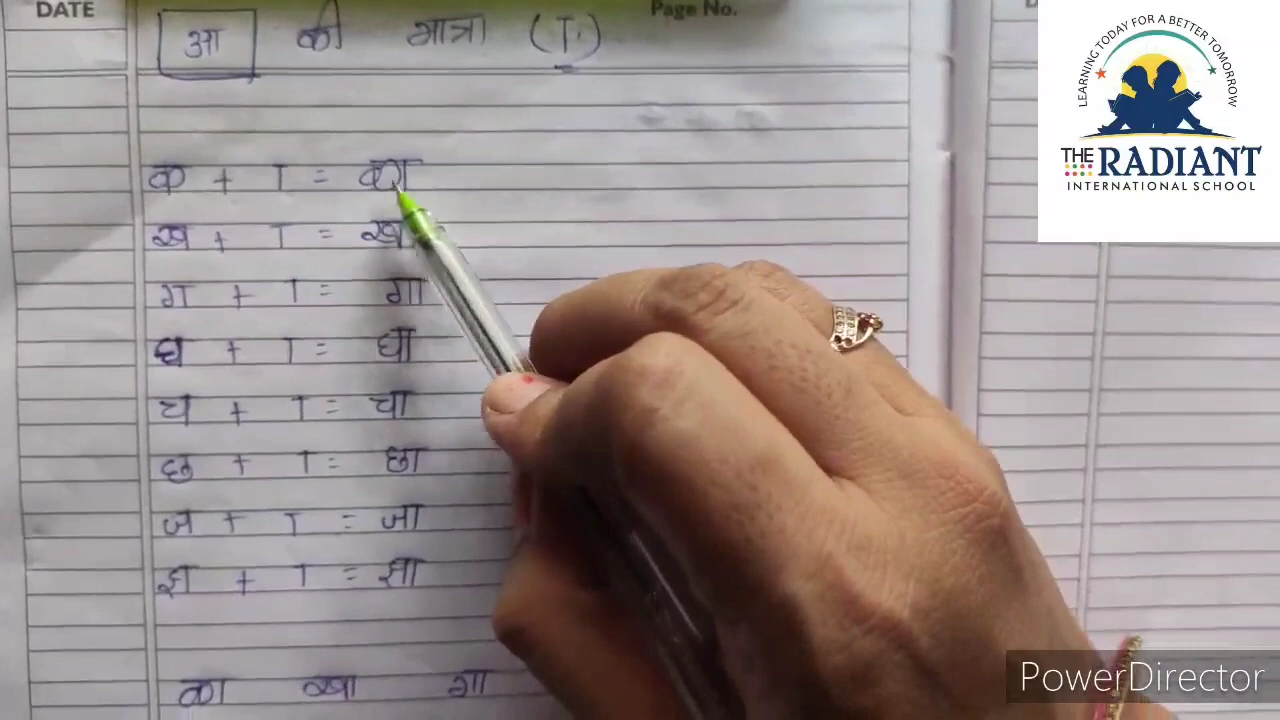 DATE
Page No.
आ की मात्रा (ा)
क + ा = का
ख + ा = खा
ग + ा = गा
घ + ा = घा
च + ा = चा
छ + ा = छा
ज + ा = जा
झ + ा = झा
का खा गा
LEARNING TODAY FOR A BETTER TOMORROW
THE RADIANT
INTERNATIONAL SCHOOL
PowerDirector